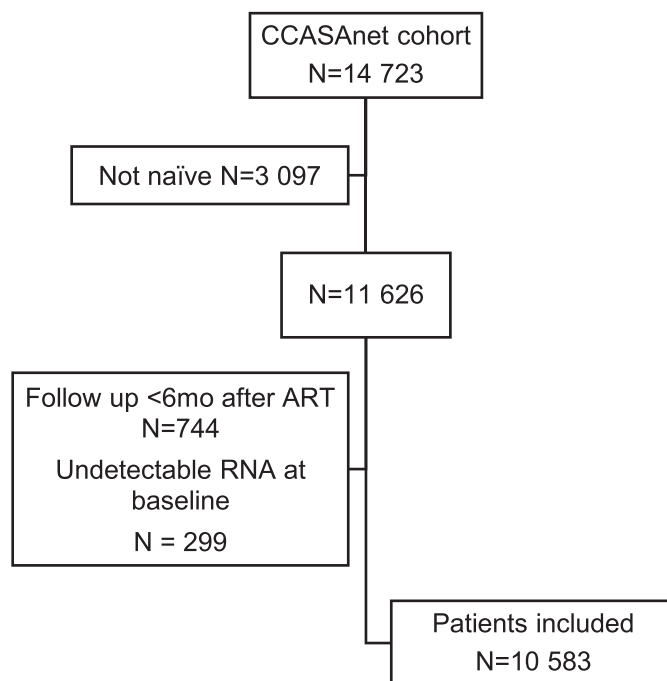 CCASAnet cohort
N=14 723
Not naïve N=3 097
N=11 626
Follow up <6mo after ART
N=744
Undetectable RNA at
baseline
N = 299
Patients included
N=10 583